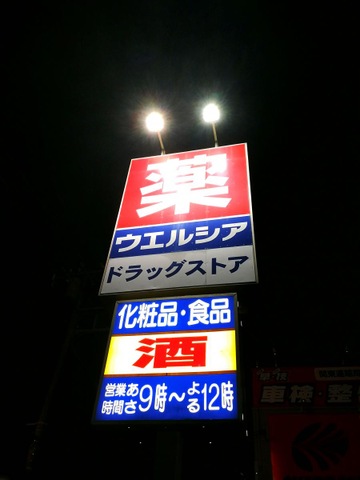 薬
ウエルシア
ドラッグストア
化粧品・食品
酒
営業時間 あさ9時～よる12時
車検・整